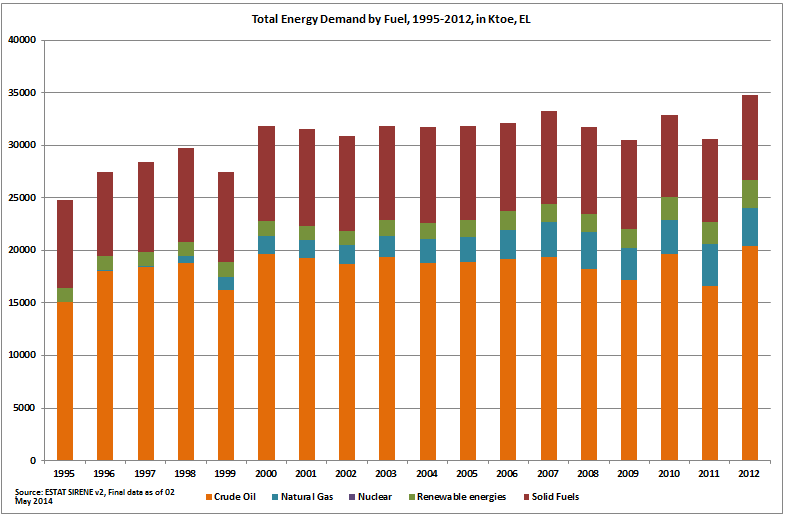 Total Energy Demand by Fuel, 1995-2012, in Ktoe, EL
40000
35000
30000
25000
20000
15000
10000
5000
0
1995 1996 1997 1998 1999 2000 2001 2002 2003 2004 2005 2006 2007 2008 2009 2010 2011 2012
Source: ESTAT SIRENE v2, Final data as of 02
May 2014
Crude Oil Natural Gas Nuclear Renewable energies Solid Fuels